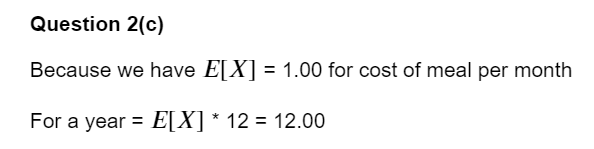 Question 2(c)
Because we have E[X] = 1.00 for cost of meal per month
For a year = E[X] * 12 = 12.00